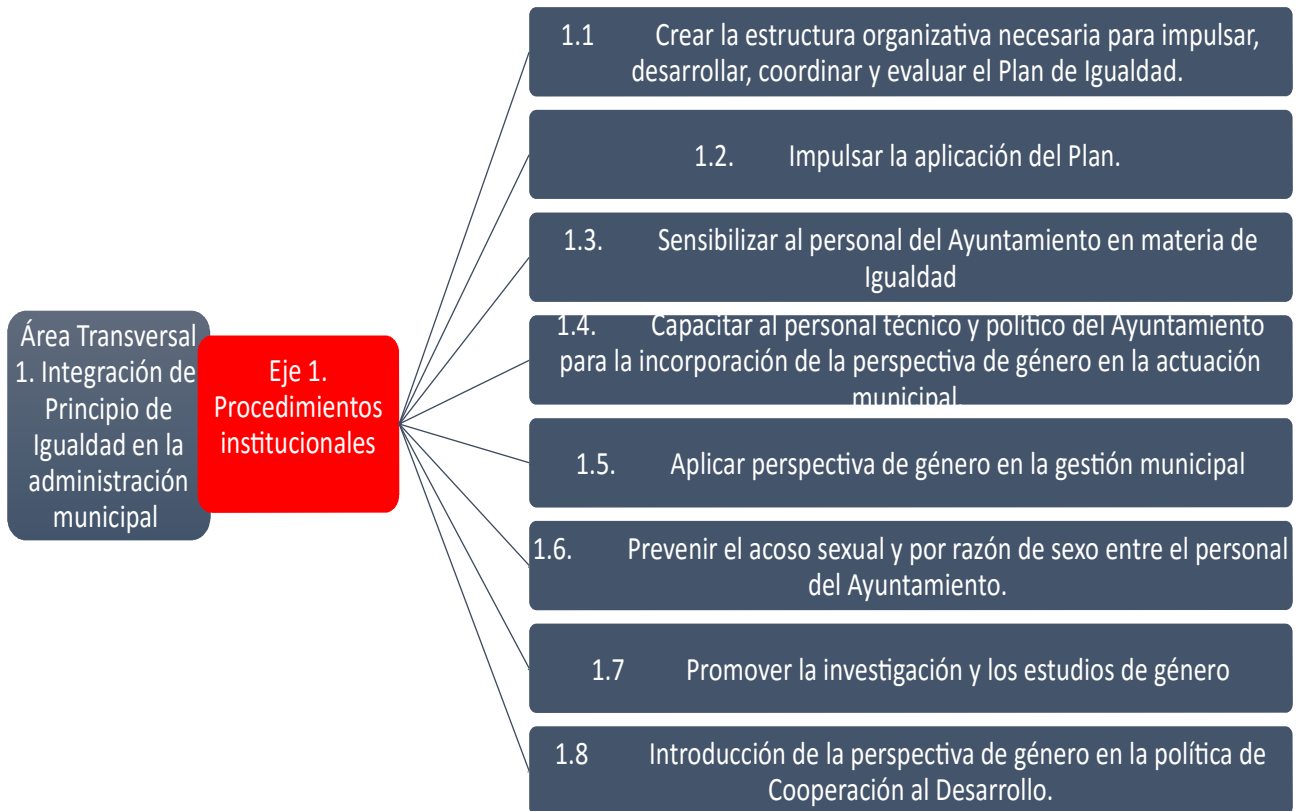 Área Transversal
1. Integración de
Principio de
Igualdad en la
administración
municipal
Eje 1.
Procedimientos
institucionales
1.1 Crear la estructura organizativa necesaria para impulsar,
desarrollar, coordinar y evaluar el Plan de Igualdad.
1.2. Impulsar la aplicación del Plan.
1.3. Sensibilizar al personal del Ayuntamiento en materia de
Igualdad
1.4. Capacitar al personal técnico y político del Ayuntamiento
para la incorporación de la perspectiva de género en la actuación
municipal.
1.5. Aplicar perspectiva de género en la gestión municipal
1.6. Prevenir el acoso sexual y por razón de sexo entre el personal
del Ayuntamiento.
1.7 Promover la investigación y los estudios de género
1.8 Introducción de la perspectiva de género en la política de
Cooperación al Desarrollo.